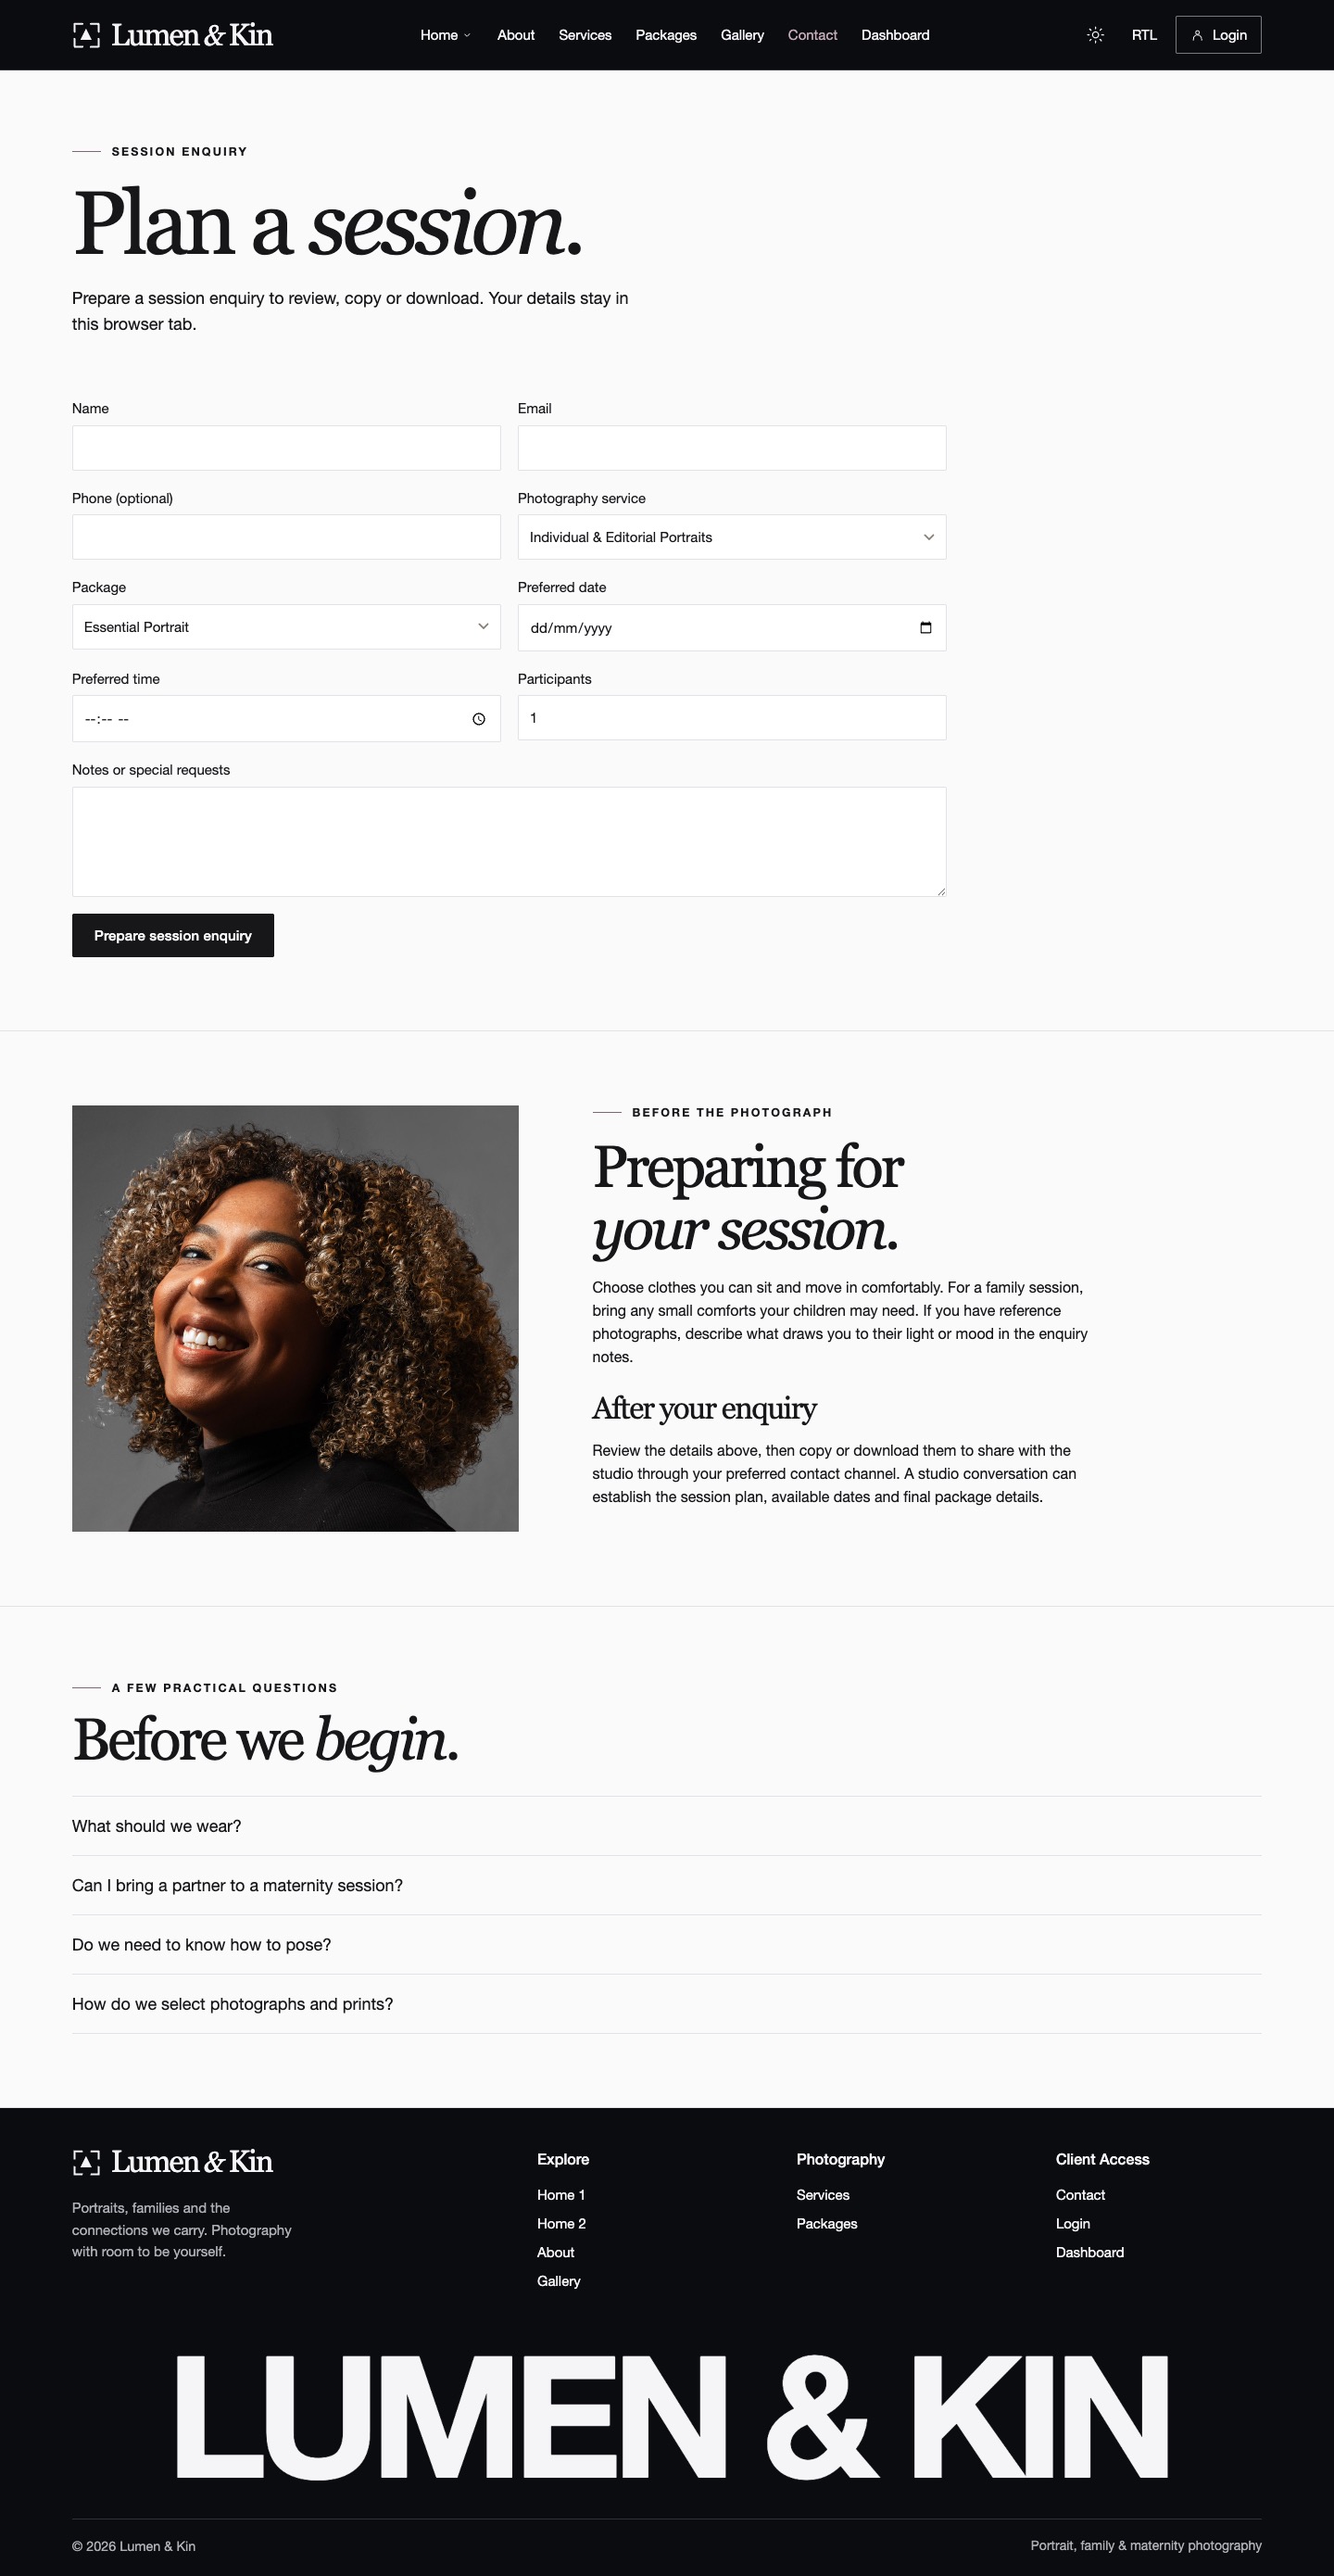 Lumen & Kin
Home
About
Services
Packages
Gallery
Contact
Dashboard
RTL
Login
SESSION ENQUIRY
Plan a session.
Prepare a session enquiry to review, copy or download. Your details stay in
this browser tab.
Name
Email
Phone (optional)
Photography service
Individual & Editorial Portraits
Package
Preferred date
Essential Portrait
dd/mm/yyyy
Preferred time
Participants
--:-- --
1
Notes or special requests
Prepare session enquiry
BEFORE THE PHOTOGRAPH
Preparing for
your session.
Choose clothes you can sit and move in comfortably. For a family session,
bring any small comforts your children may need. If you have reference
photographs, describe what draws you to their light or mood in the enquiry
notes.
After your enquiry
Review the details above, then copy or download them to share with the
studio through your preferred contact channel. A studio conversation can
establish the session plan, available dates and final package details.
A FEW PRACTICAL QUESTIONS
Before we begin.
What should we wear?
Can I bring a partner to a maternity session?
Do we need to know how to pose?
How do we select photographs and prints?
Lumen & Kin
Portraits, families and the
connections we carry. Photography
with room to be yourself.
Explore
Home 1
Home 2
About
Gallery
Photography
Services
Packages
Client Access
Contact
Login
Dashboard
LUMEN & KIN
© 2026 Lumen & Kin
Portrait, family & maternity photography